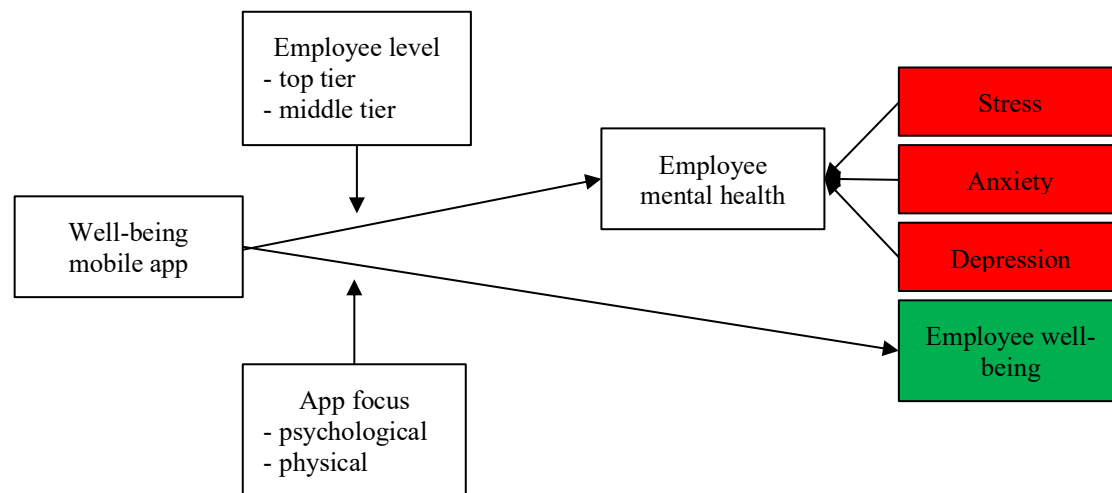 Employee level
- top tier
- middle tier
Stress
Employee
mental health
Anxiety
Well-being
mobile app
Depression
Employee well-
being
App focus
- psychological
- physical